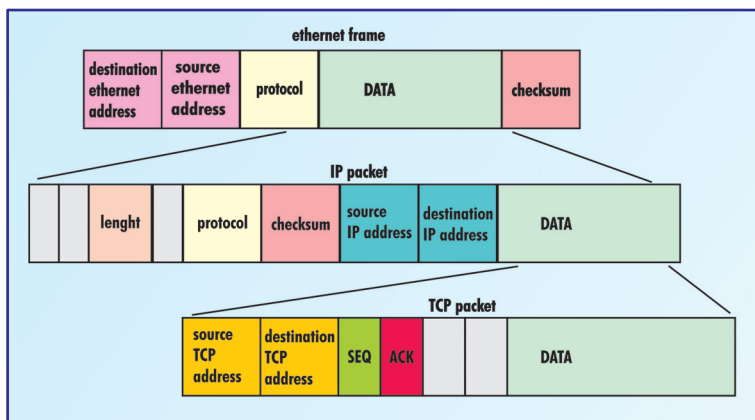 ethernet frame
destination
ethernet
address
source
ethernet
address
protocol
DATA
checksum
IP packet
lenght
protocol
checksum
source
IP address
destination
IP address
DATA
TCP packet
source
TCP
address
destination
TCP
address
SEQ
ACK
DATA